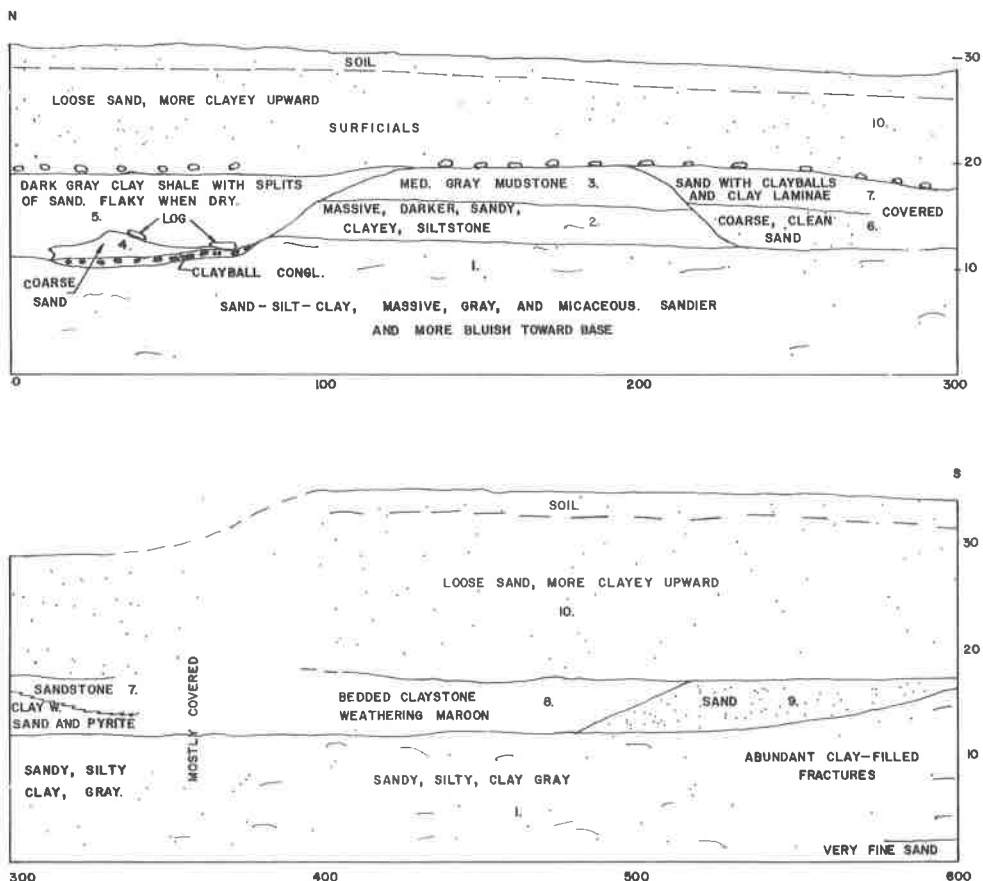 N
30
SOIL
LOOSE SAND, MORE CLAYEY UPWARD
10.
SURFICIALS
20
DARK GRAY CLAY SHALE WITH SPLITS
OF SAND. FLAKY WHEN DRY.
5.
LOG
4.
COARSE
SAND
CLAYBALL CONGL.
MED. GRAY MUDSTONE 3.
MASSIVE, DARKER, SANDY,
CLAYEY, SILTSTONE
2.
SAND WITH CLAYBALLS
AND CLAY LAMINAE
7.
COVERED
COARSE, CLEAN
SAND
6.
10
1.
SAND-SILT-CLAY, MASSIVE, GRAY, AND MICACEOUS. SANDIER
AND MORE BLUISH TOWARD BASE
0 100 200 300
S
SOIL
30
LOOSE SAND, MORE CLAYEY UPWARD
10.
20
MOSTLY COVERED
SANDSTONE 7.
CLAY W.
SAND AND PYRITE
BEDDED CLAYSTONE
WEATHERING MAROON
8.
SAND 9.
10
SANDY, SILTY
CLAY, GRAY.
SANDY, SILTY, CLAY GRAY
1.
ABUNDANT CLAY-FILLED
FRACTURES
VERY FINE SAND
300 400 500 600